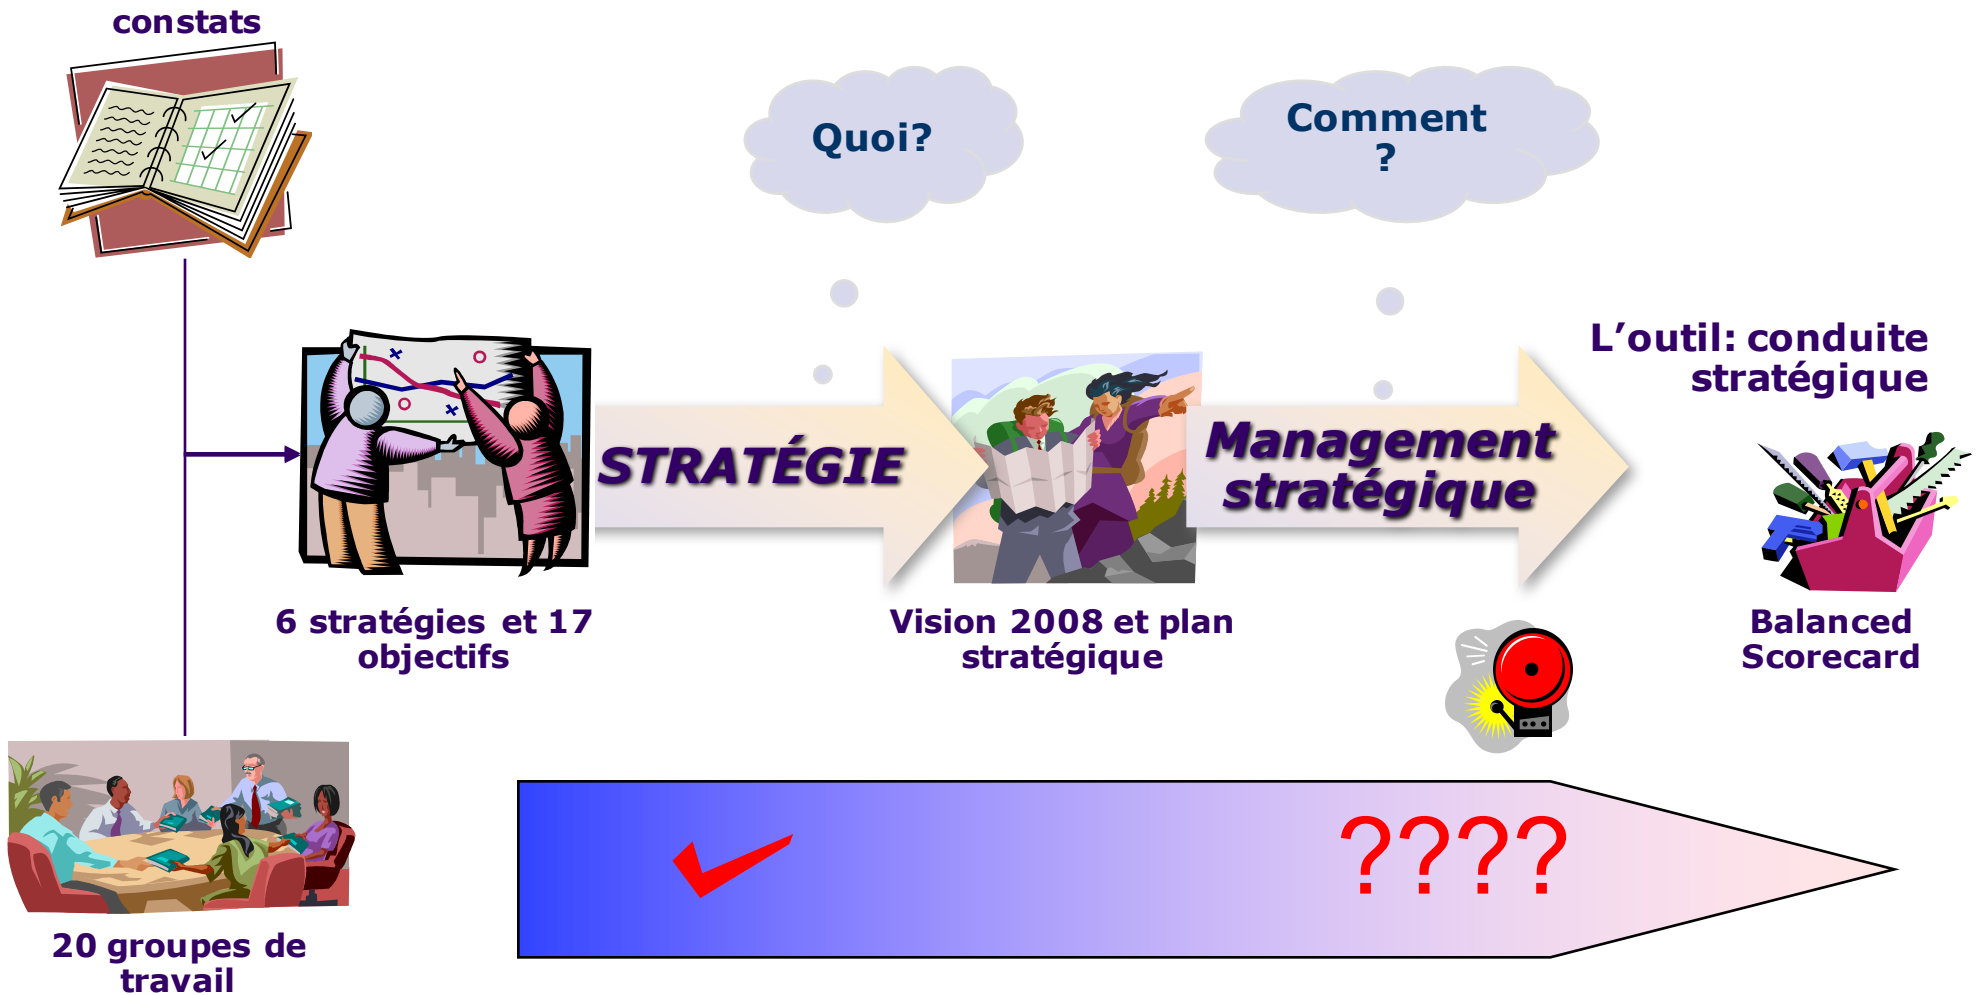 constats
Quoi?
Comment
?
L’outil: conduite
stratégique
STRATÉGIE
Management
stratégique
6 stratégies et 17
objectifs
Vision 2008 et plan
stratégique
Balanced
Scorecard
????
20 groupes de
travail